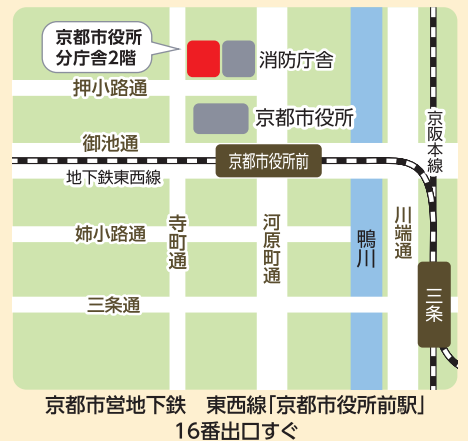 京都市役所
分庁舎2階
消防庁舎
押小路通
京都市役所
御池通
京都市役所前
地下鉄東西線
京阪本線
姉小路通
寺町通
河原町通
鴨川
川端通
三条通
三条
京都市営地下鉄　東西線「京都市役所前駅」
16番出口すぐ